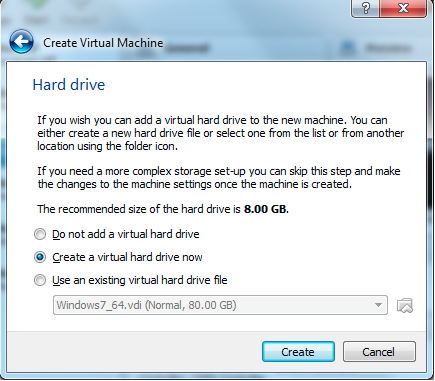 ?
Create Virtual Machine
Hard drive
If you wish you can add a virtual hard drive to the new machine. You can
either create a new hard drive file or select one from the list or from another
location using the folder icon.
If you need a more complex storage set-up you can skip this step and make
the changes to the machine settings once the machine is created.
The recommended size of the hard drive is 8.00 GB.
Do not add a virtual hard drive
Create a virtual hard drive now
Use an existing virtual hard drive file
Windows7_64.vdi (Normal, 80.00 GB)
Create
Cancel